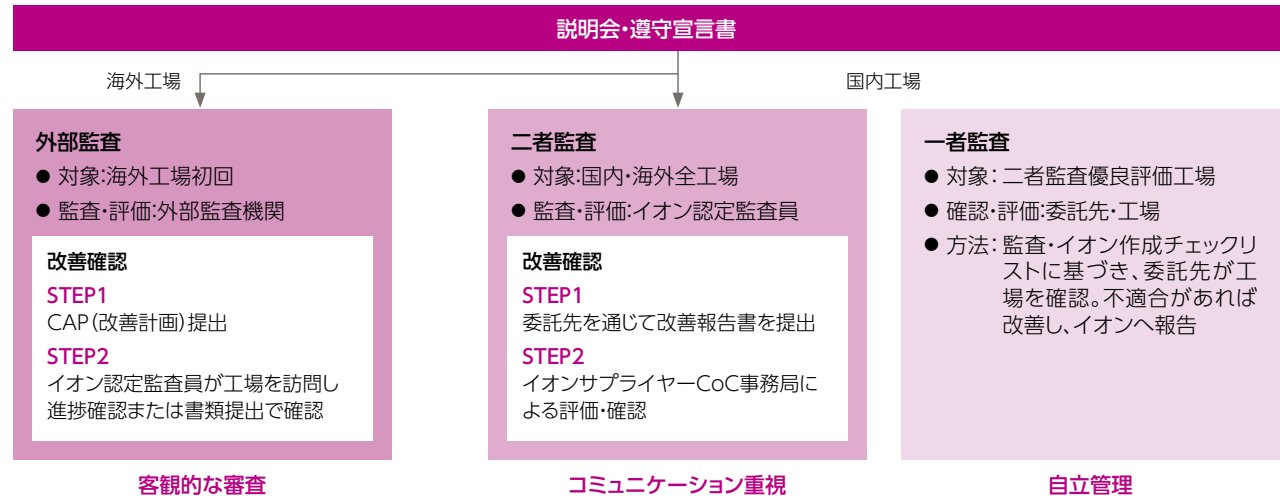 説明会・遵守宣言書
海外工場
国内工場
外部監査
● 対象:海外工場初回
● 監査・評価:外部監査機関
改善確認
STEP1
CAP(改善計画)提出
STEP2
イオン認定監査員が工場を訪問し
進捗確認または書類提出で確認
客観的な審査
二者監査
● 対象:国内・海外全工場
● 監査・評価:イオン認定監査員
改善確認
STEP1
委託先を通じて改善報告書を提出
STEP2
イオンサプライヤーCoC事務局に
よる評価・確認
コミュニケーション重視
一者監査
● 対象:二者監査優良評価工場
● 確認・評価:委託先・工場
● 方法:監査・イオン作成チェックリ
ストに基づき、委託先が工
場を確認。不適合があれば
改善し、イオンへ報告
自立管理